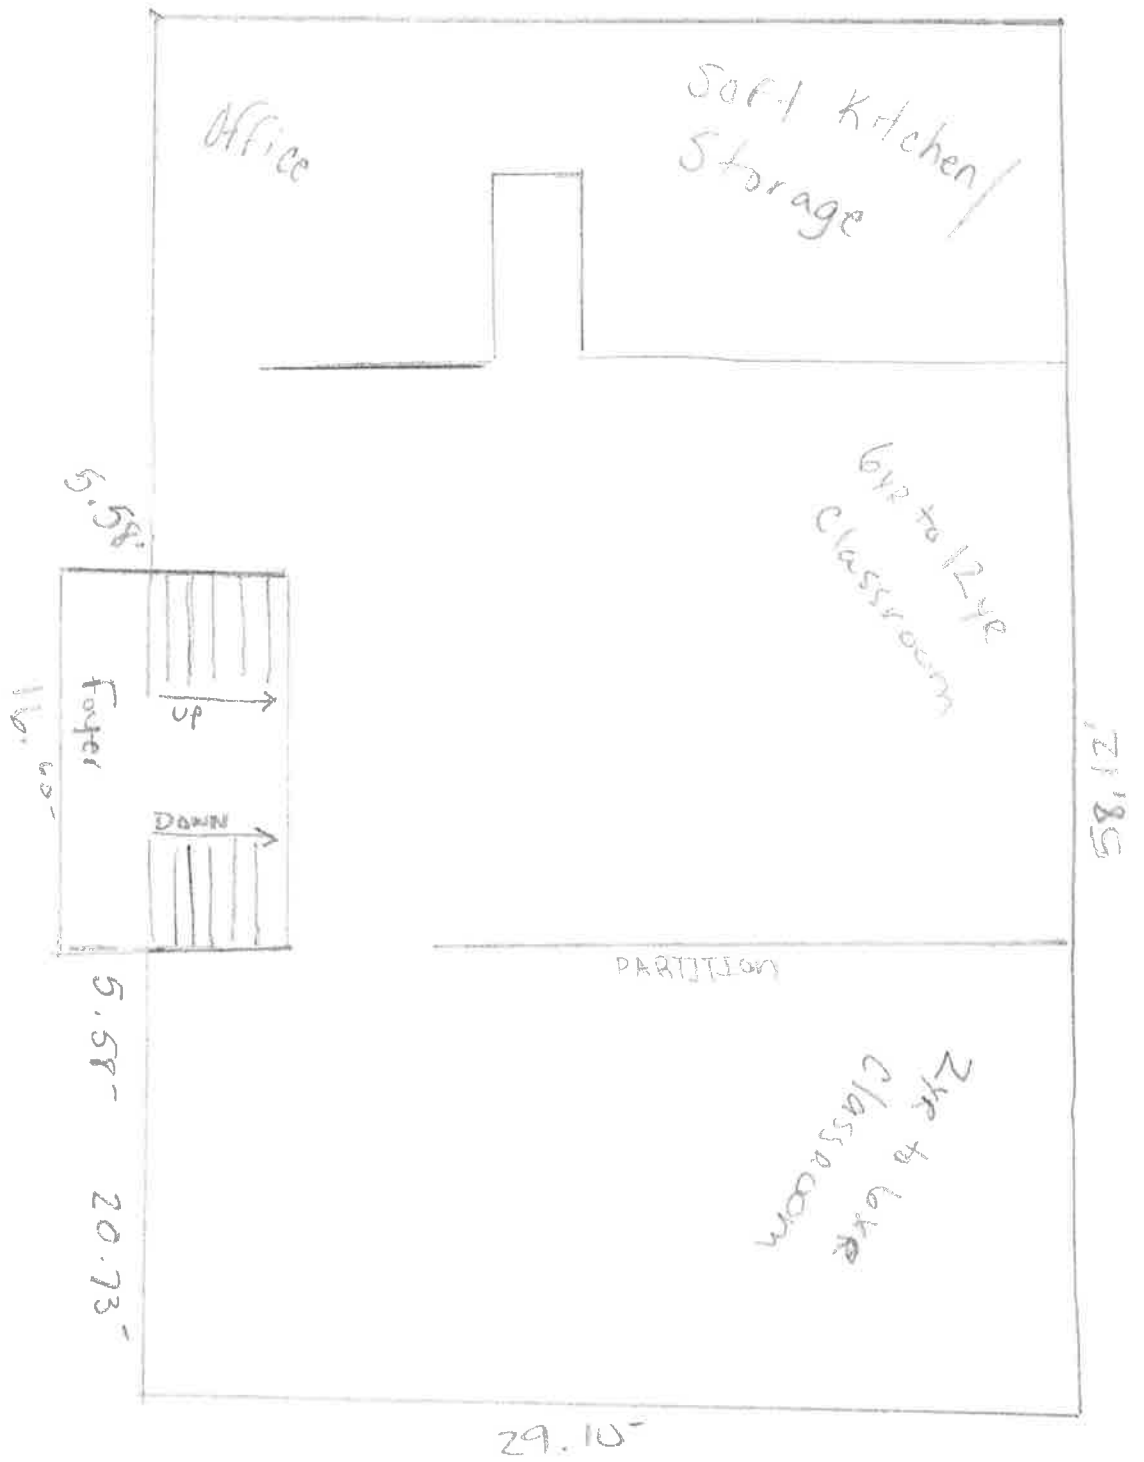 Office
Soft Kitchen/
Storage
5.58'
6yR to 12yR
Classroom
UP
Foyer
DOWN
58.12'
PARTITION
5.58'
2yR to 6yR
Classroom
20.73'
29.10'